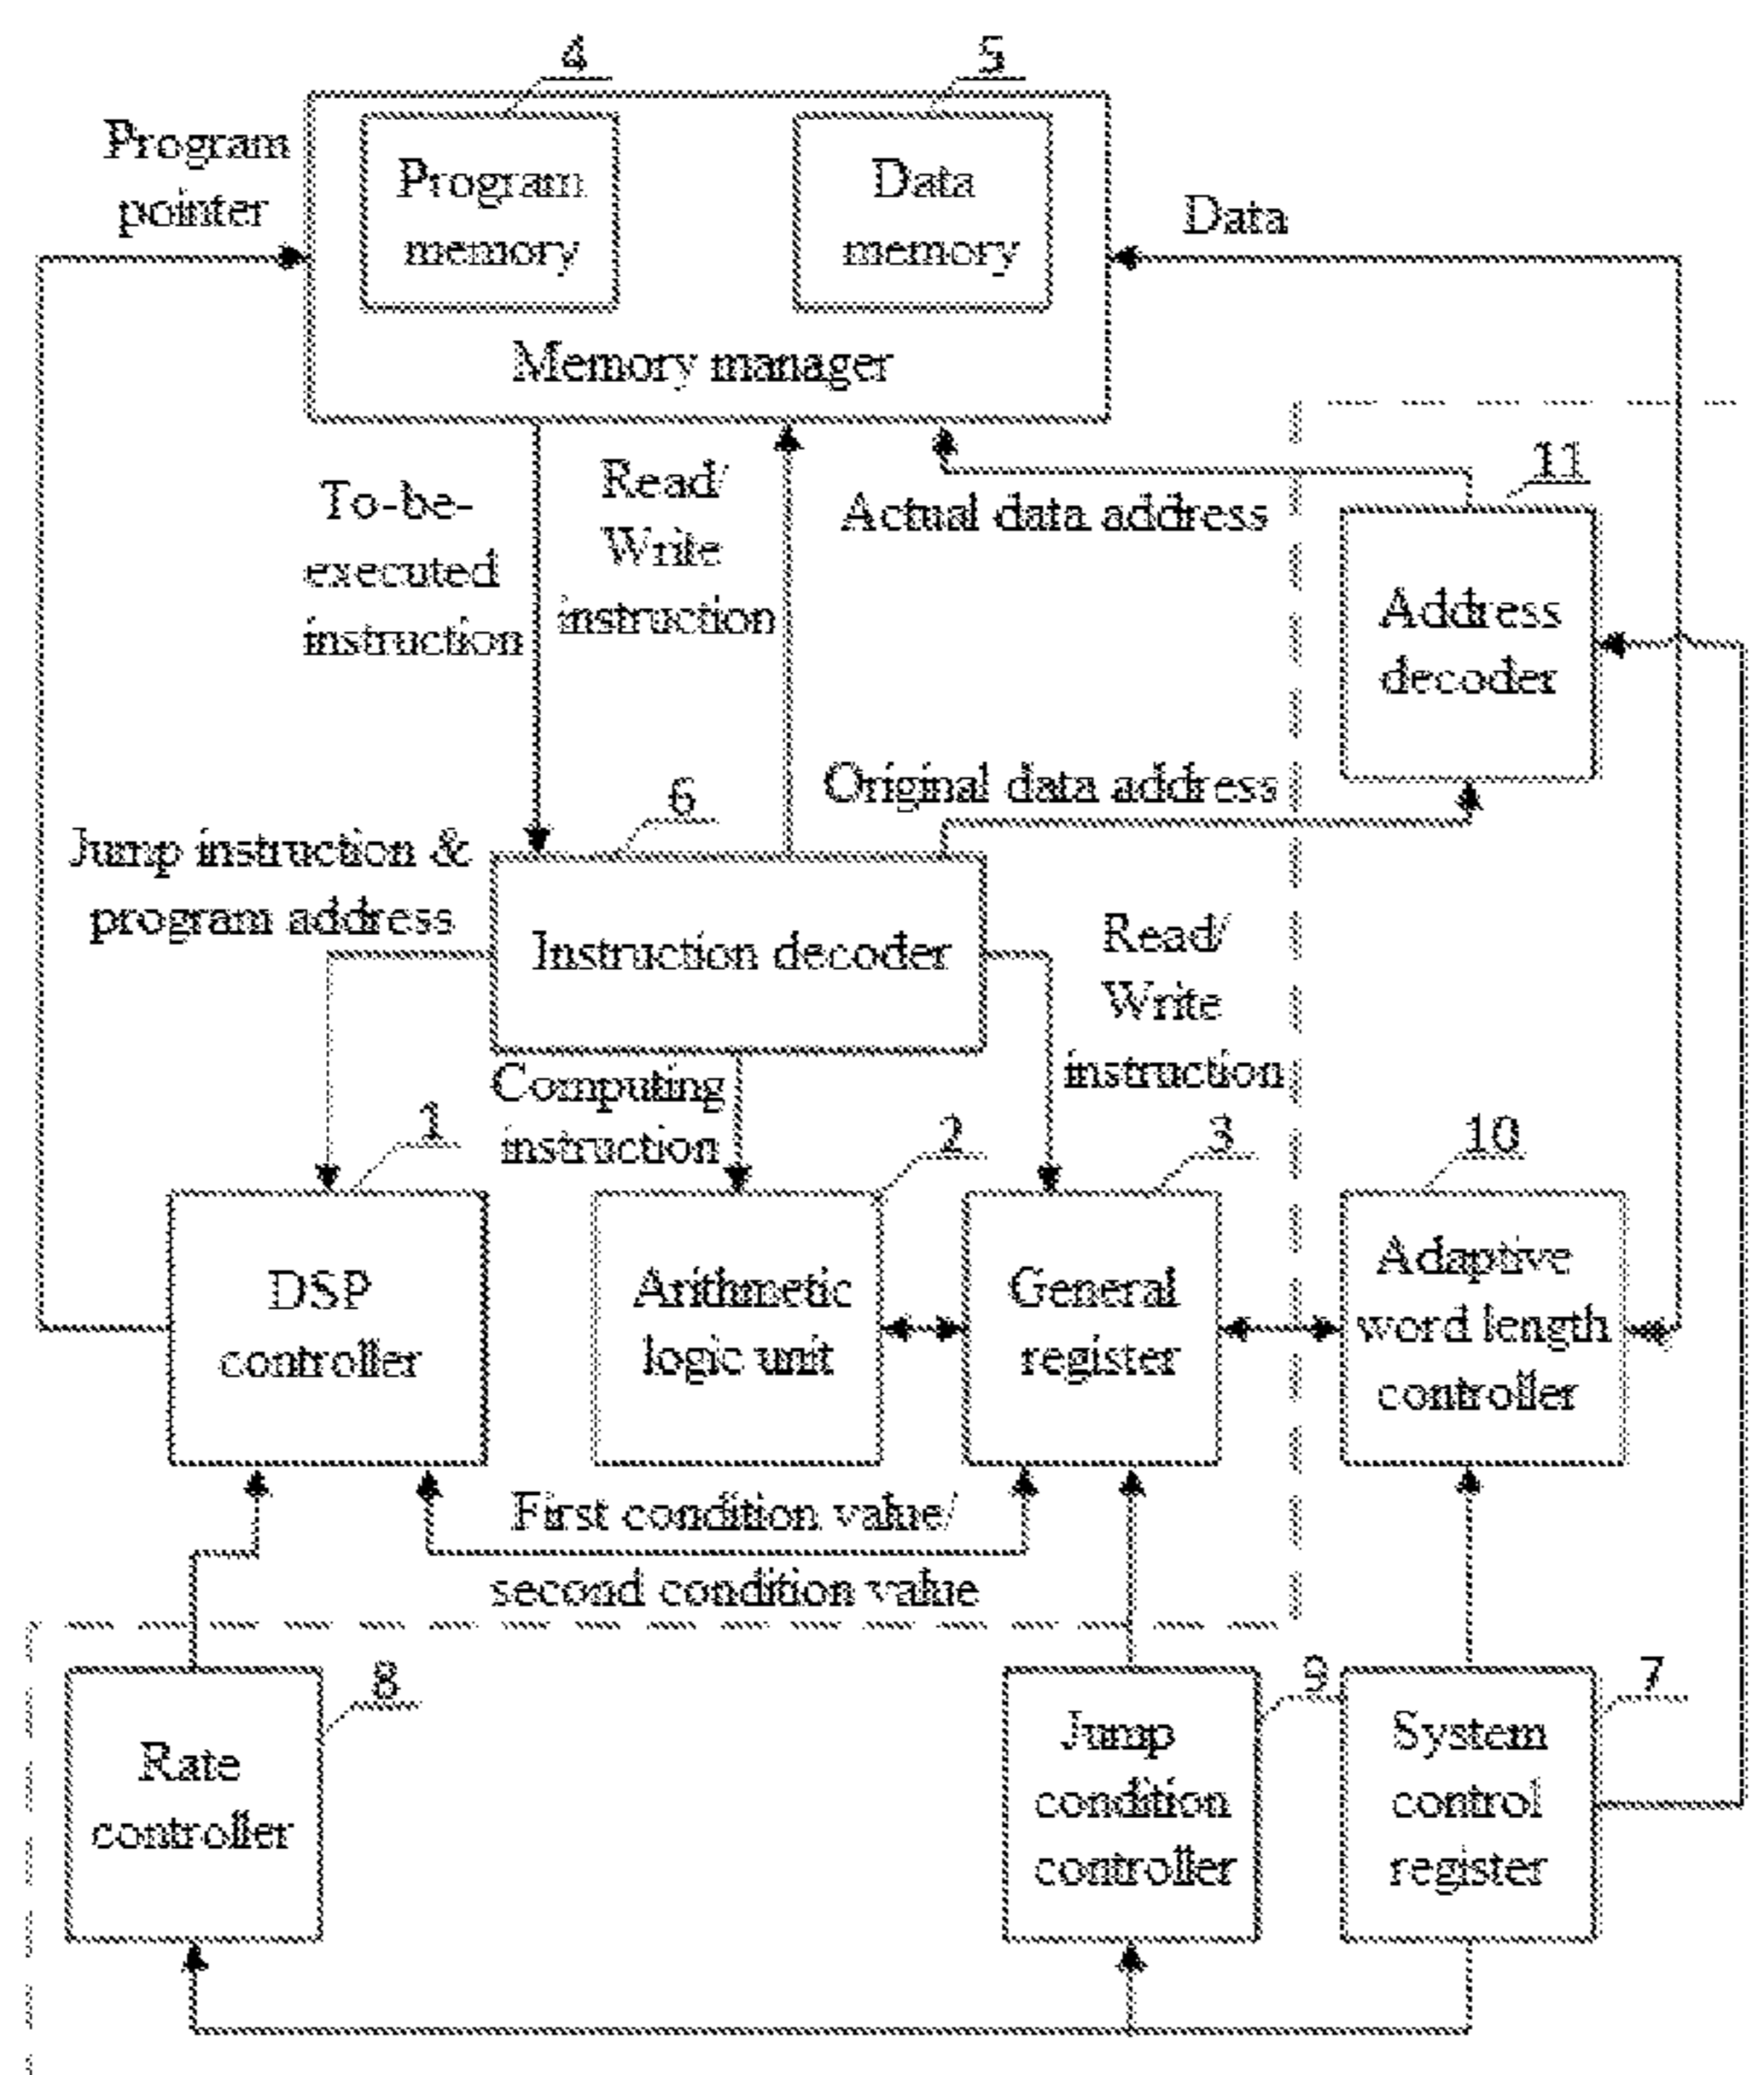 4
5
Program
pointer
Program
memory
Data
memory
Data
Memory manager
11
To-be-
executed
instruction
Read/
Write
instruction
Actual data address
Address
decoder
6
Original data address
Jump instruction &
program address
Instruction decoder
Read/
Write
instruction
Computing
instruction
1
2
3
10
DSP
controller
Arithmetic
logic unit
General
register
Adaptive
word length
controller
First condition value/
second condition value
8
9
7
Rate
controller
Jump
condition
controller
System
control
register